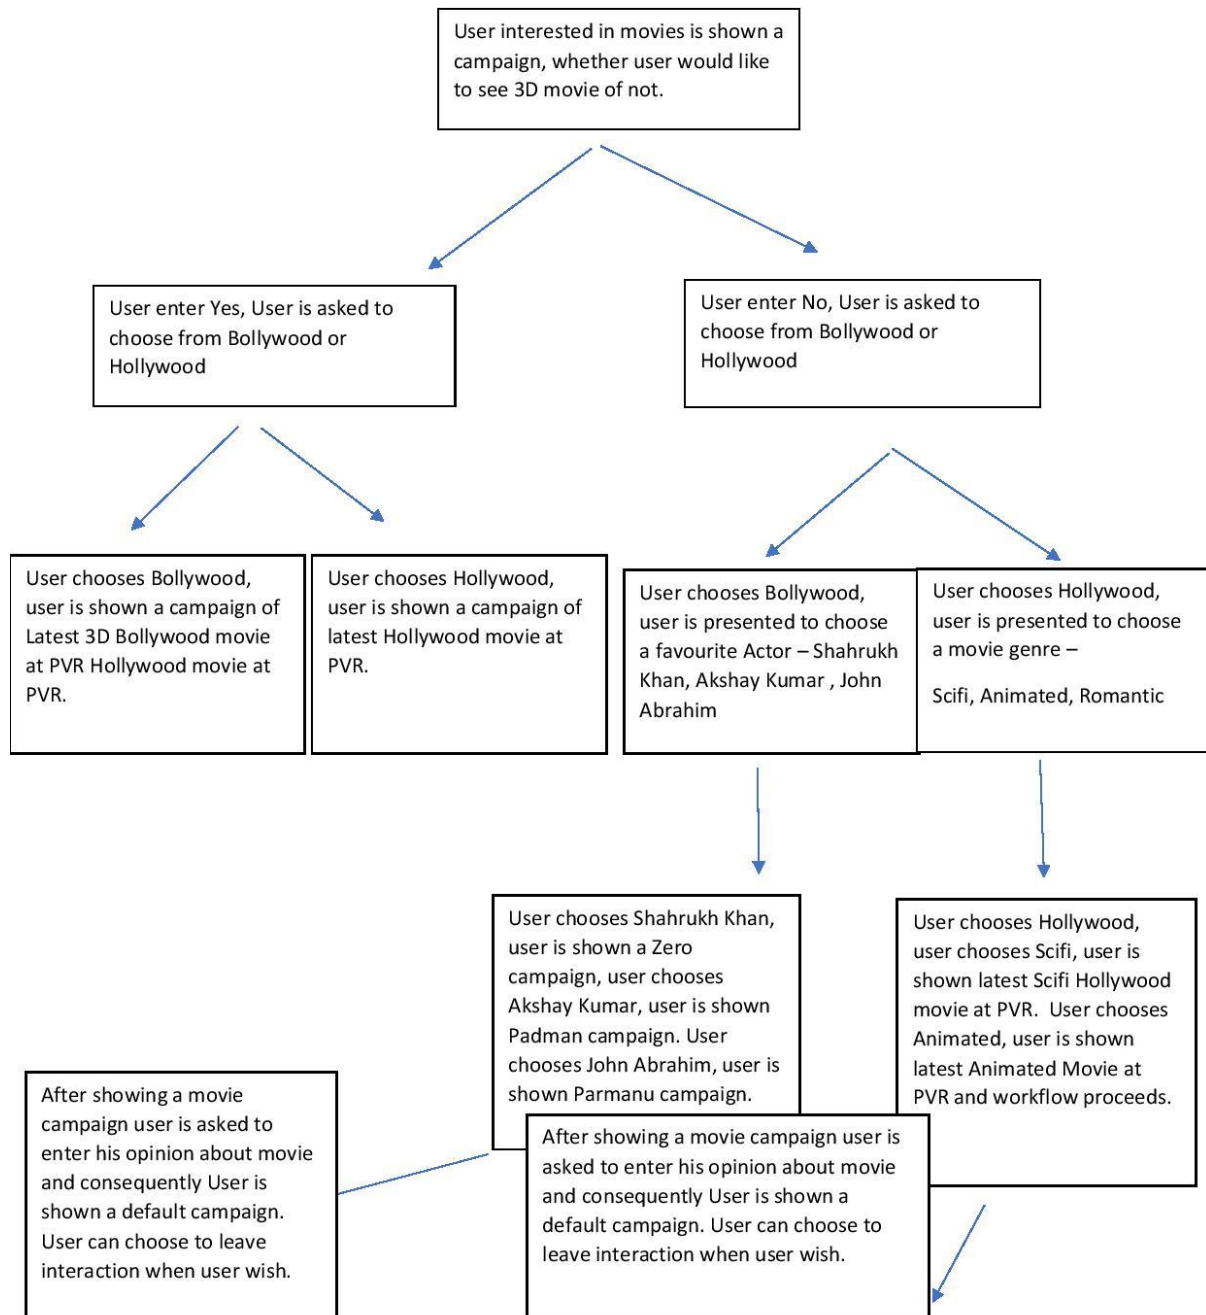 User interested in movies is shown a
campaign, whether user would like
to see 3D movie of not.
User enter Yes, User is asked to
choose from Bollywood or
Hollywood
User enter No, User is asked to
choose from Bollywood or
Hollywood
User chooses Bollywood,
user is shown a campaign of
Latest 3D Bollywood movie
at PVR Hollywood movie at
PVR.
User chooses Hollywood,
user is shown a campaign of
latest Hollywood movie at
PVR.
User chooses Bollywood,
user is presented to choose
a favourite Actor – Shahrukh
Khan, Akshay Kumar , John
Abrahim
User chooses Hollywood,
user is presented to choose
a movie genre –
Scifi, Animated, Romantic
User chooses Shahrukh Khan,
user is shown a Zero
campaign, user chooses
Akshay Kumar, user is shown
Padman campaign. User
chooses John Abrahim, user is
shown Parmanu campaign.
User chooses Hollywood,
user chooses Scifi, user is
shown latest Scifi Hollywood
movie at PVR.  User chooses
Animated, user is shown
latest Animated Movie at
PVR and workflow proceeds.
After showing a movie
campaign user is asked to
enter his opinion about movie
and consequently User is
shown a default campaign.
User can choose to leave
interaction when user wish.
After showing a movie campaign user is
asked to enter his opinion about movie
and consequently User is shown a
default campaign. User can choose to
leave interaction when user wish.